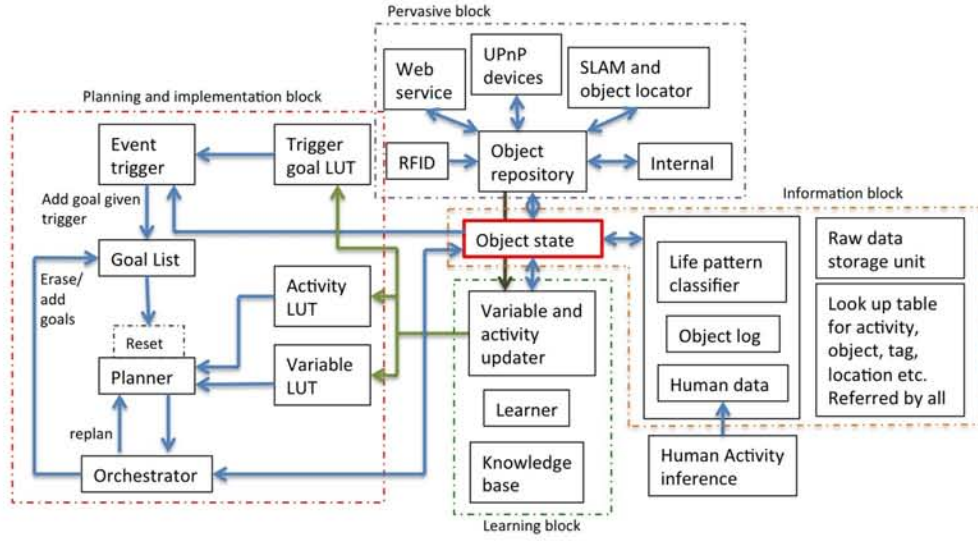 Pervasive block
Web
service
UPnP
devices
SLAM and
object locator
RFID
Object
repository
Internal
Planning and implementation block
Event
trigger
Trigger
goal LUT
Add goal given
trigger
Goal List
Erase/
add
goals
Activity
LUT
Reset
Planner
Variable
LUT
replan
Orchestrator
Information block
Object state
Life pattern
classifier
Object log
Human data
Raw data
storage unit
Look up table
for activity,
object, tag,
location etc.
Referred by all
Human Activity
inference
Variable and
activity
updater
Learner
Knowledge
base
Learning block